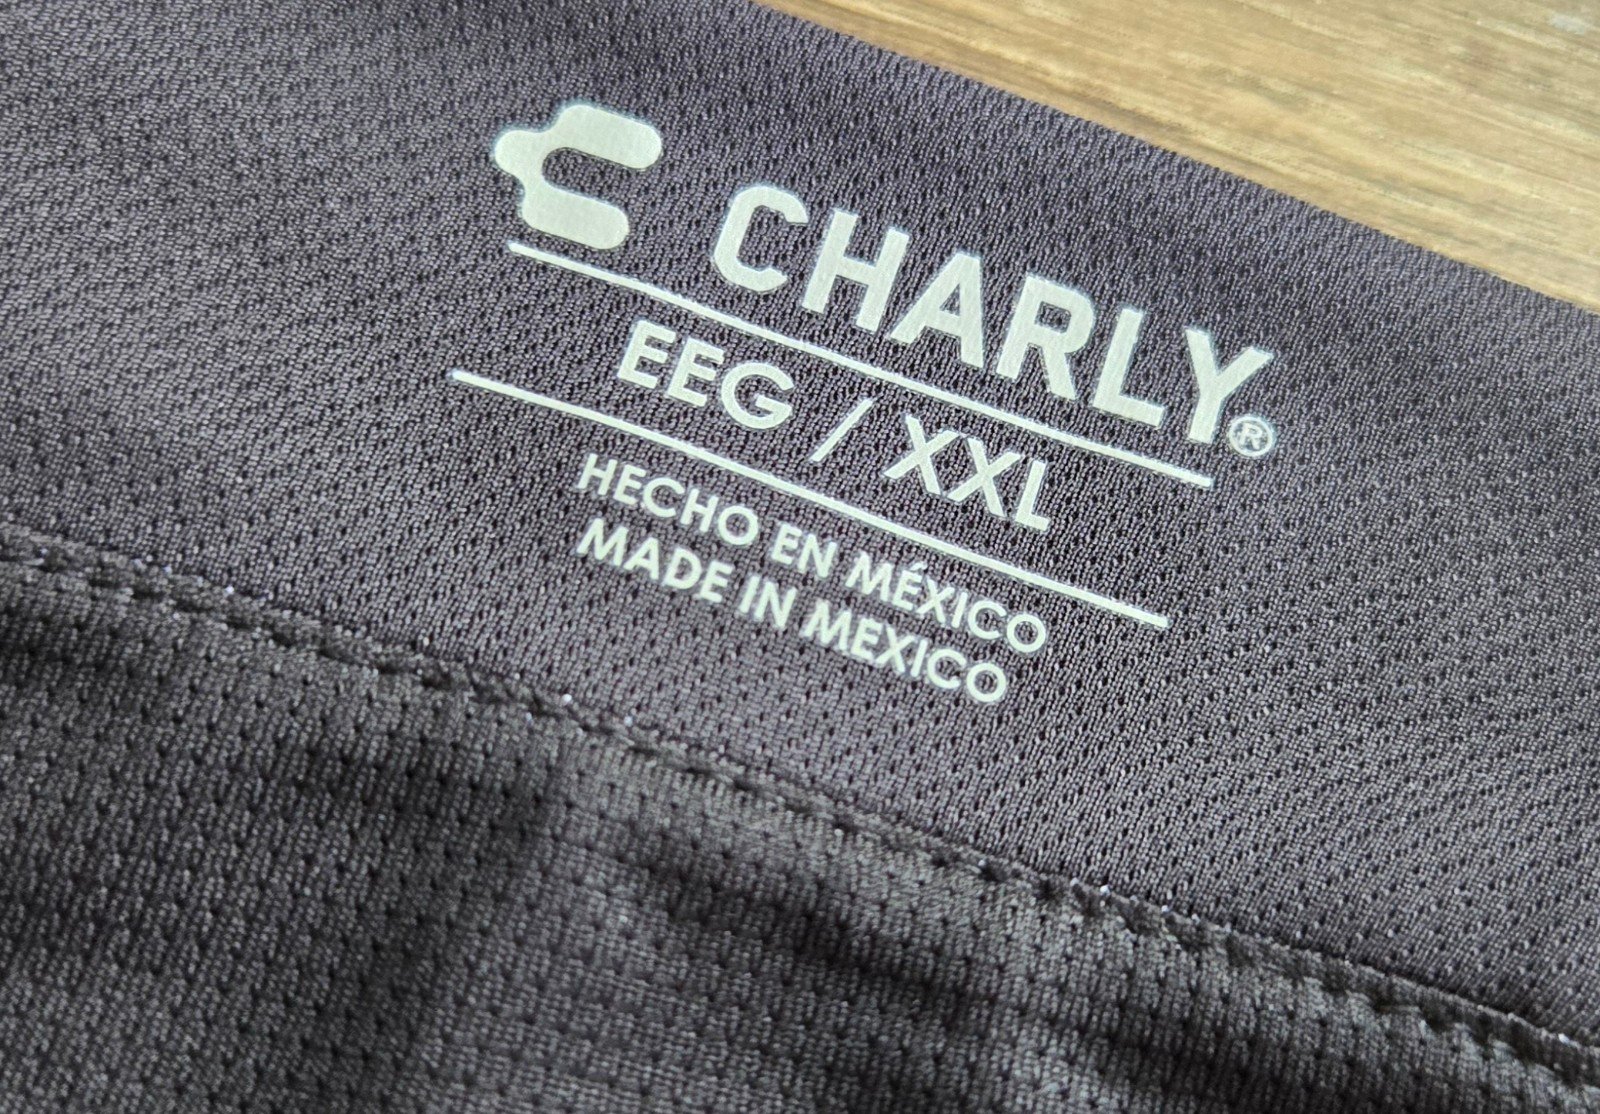 CHARLY®
EEG / XXL
HECHO EN MÉXICO
MADE IN MEXICO